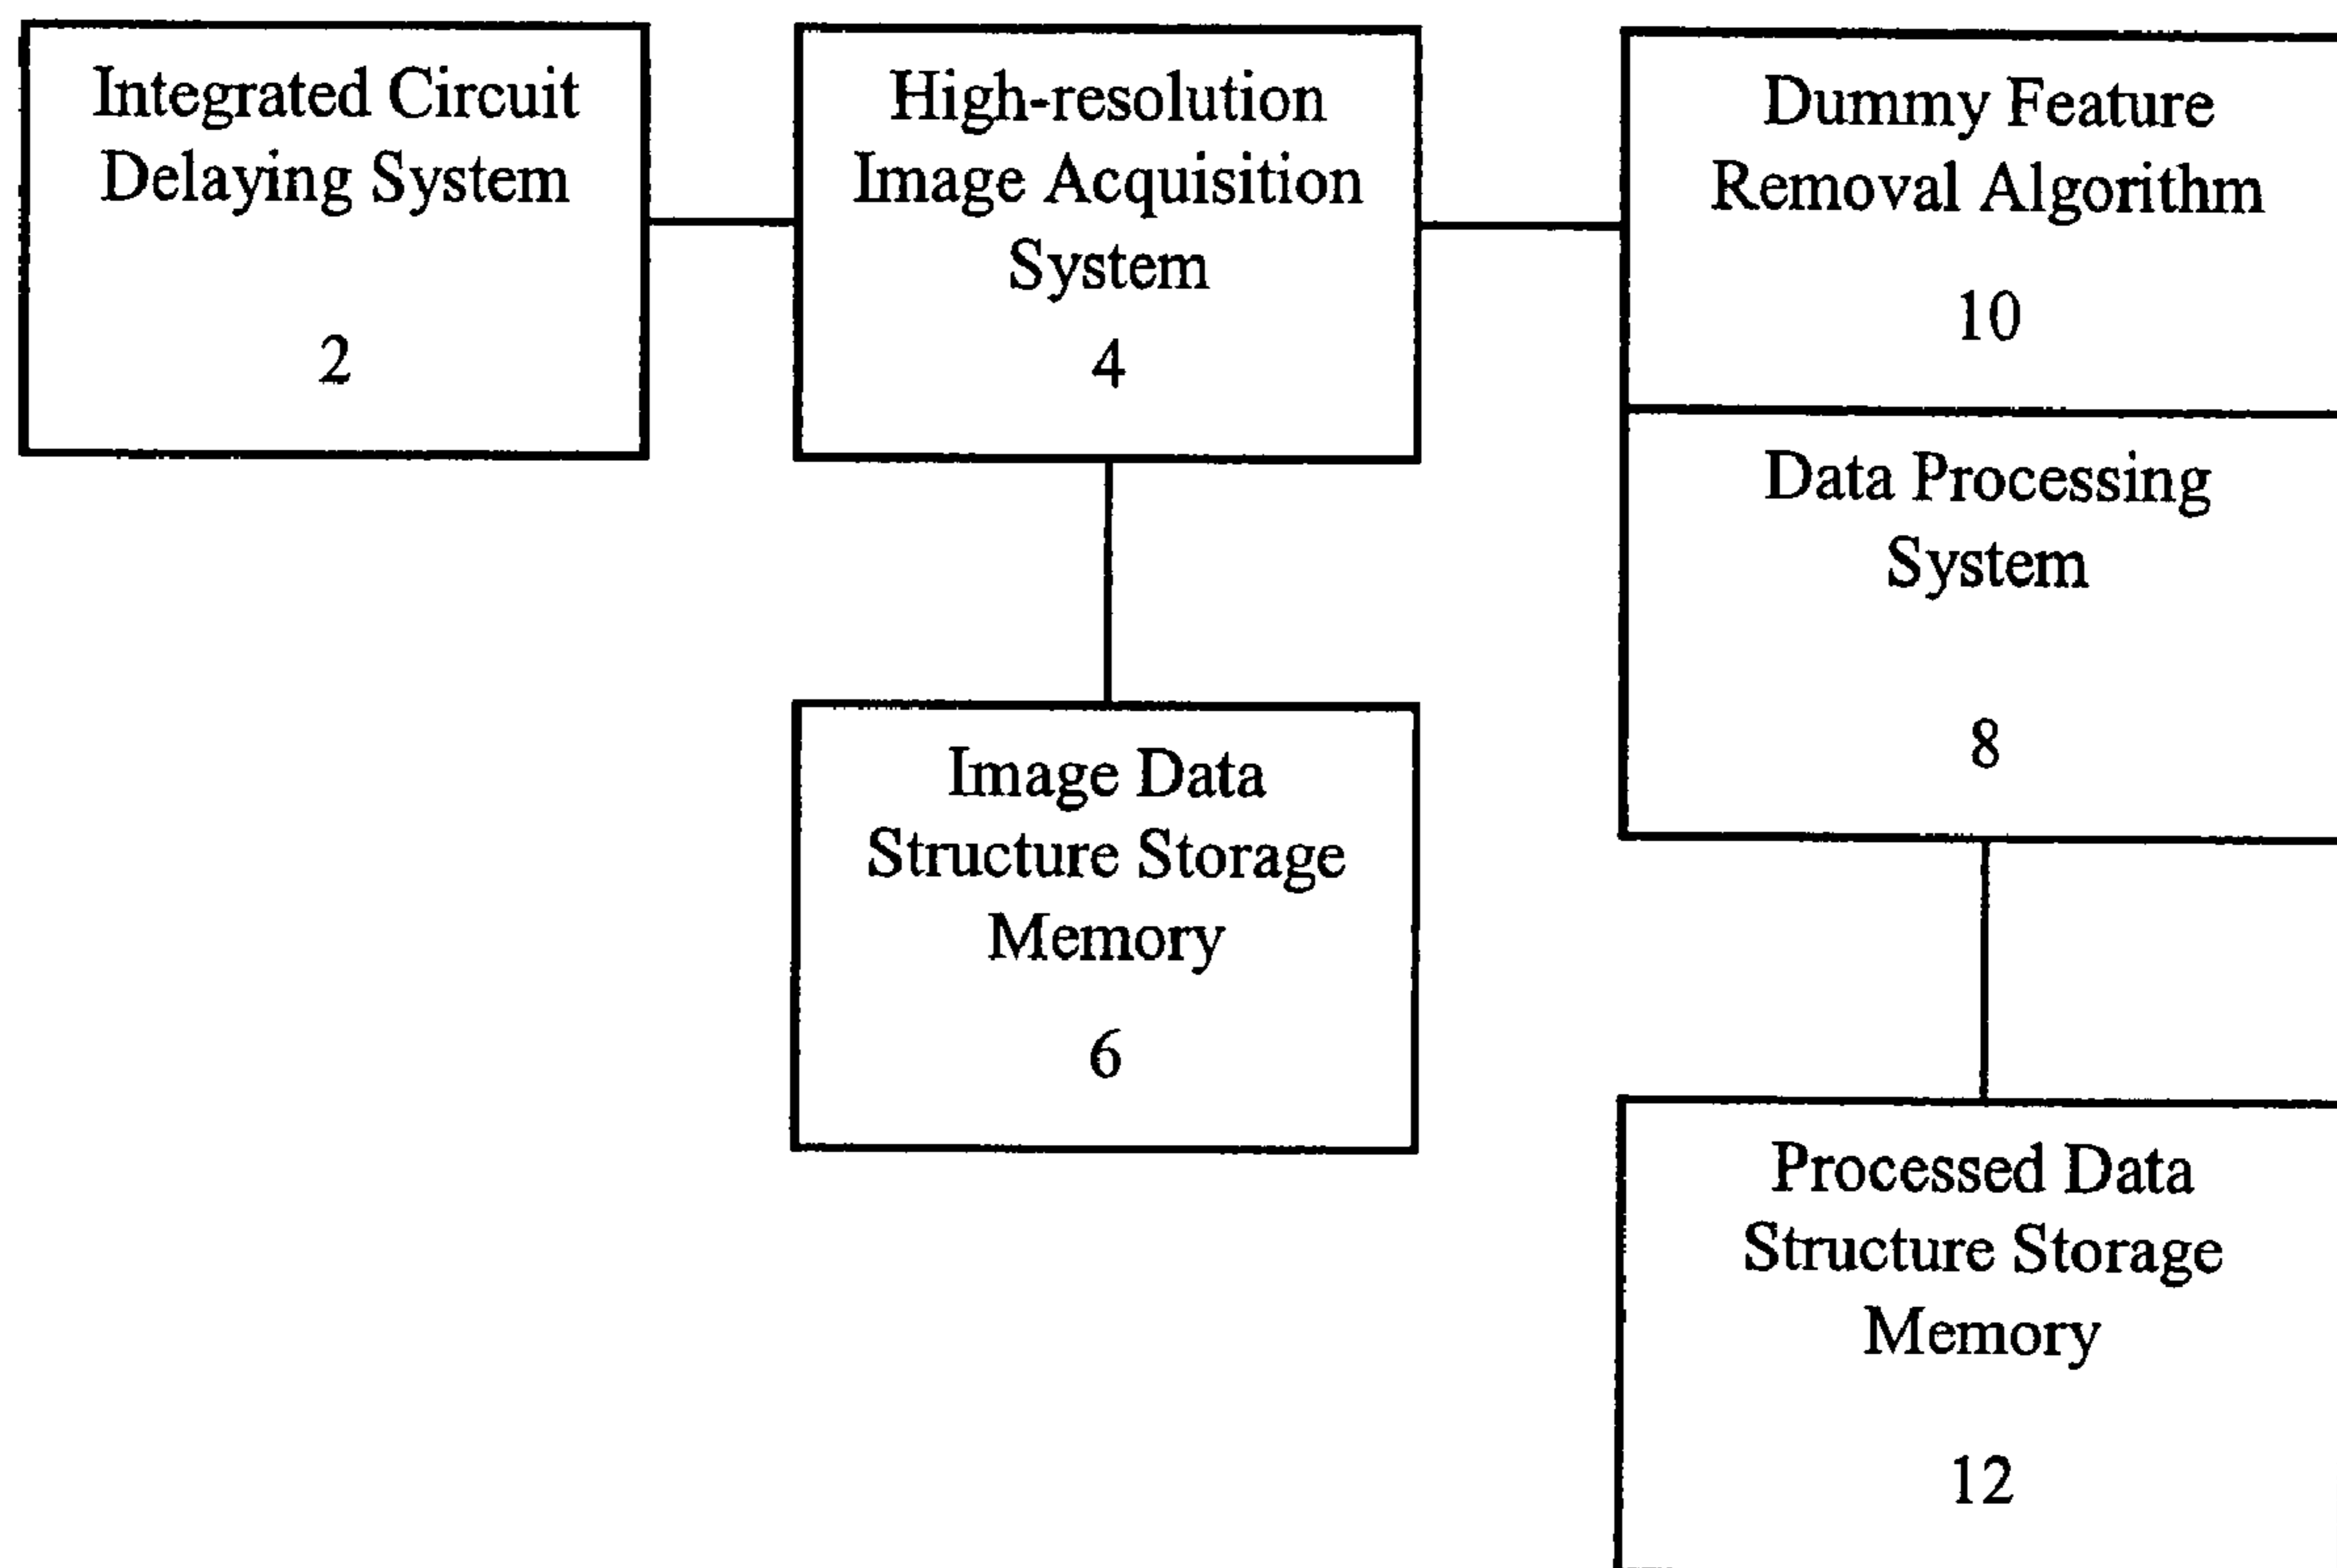 Integrated Circuit
Delaying System
2
High-resolution
Image Acquisition
System
4
Dummy Feature
Removal Algorithm
10
Data Processing
System
8
Image Data
Structure Storage
Memory
6
Processed Data
Structure Storage
Memory
12